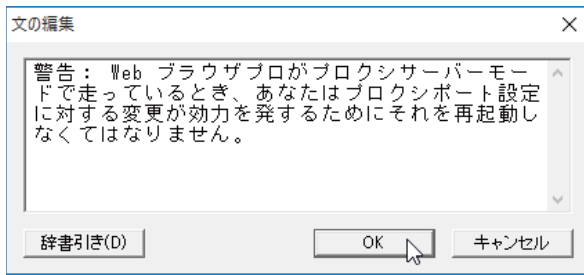 文の編集
警告： Web ブラウザプロがプロクシサーバーモー
ドで走っているとき、あなたはプロクシポート設定
に対する変更が効力を発するためにそれを再起動し
なくてはなりません。
辞書引き(D) OK キャンセル